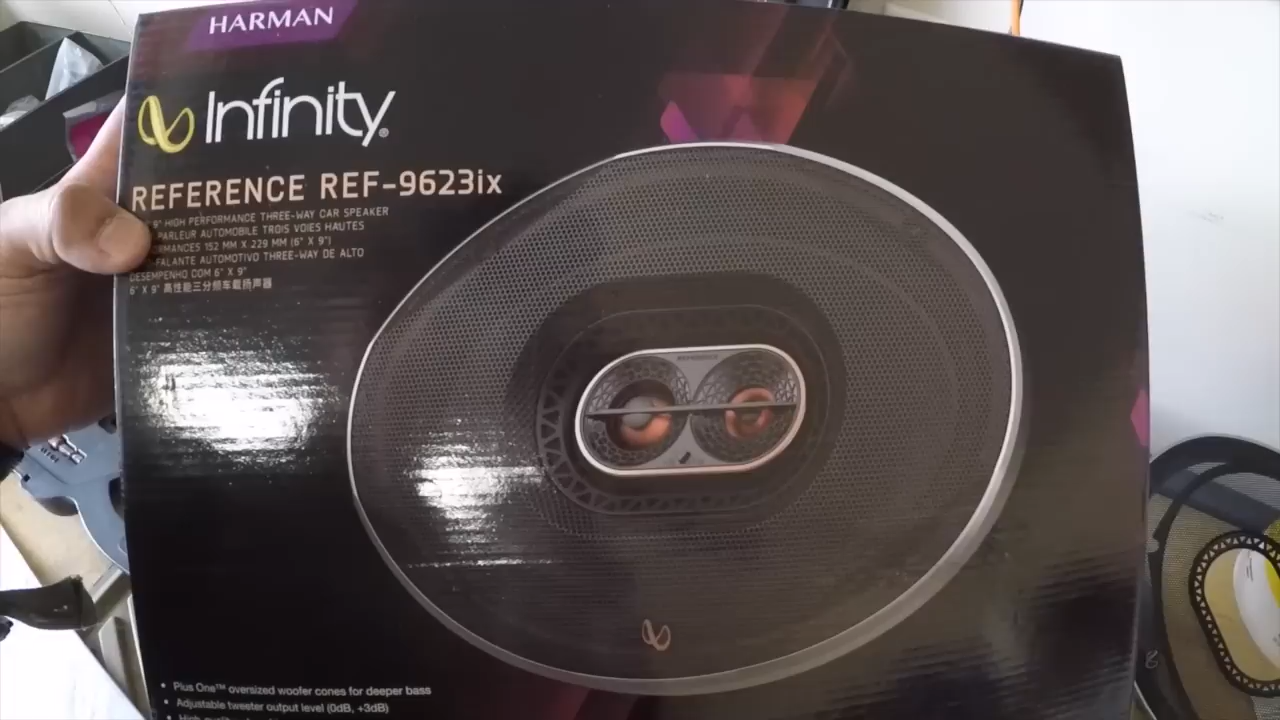 HARMAN
Infinity®
REFERENCE REF-9623ix
9" HIGH PERFORMANCE THREE-WAY CAR SPEAKER
PARLEUR AUTOMOBILE TROIS VOIES HAUTES
RMANCES 152 MM X 229 MM (6" X 9")
FALANTE AUTOMOTIVO THREE-WAY DE ALTO
DESEMPENHO COM 6" X 9"
6" X 9" 高性能三分频车载扬声器
REFERENCE
• Plus One™ oversized woofer cones for deeper bass
• Adjustable tweeter output level (0dB, +3dB)